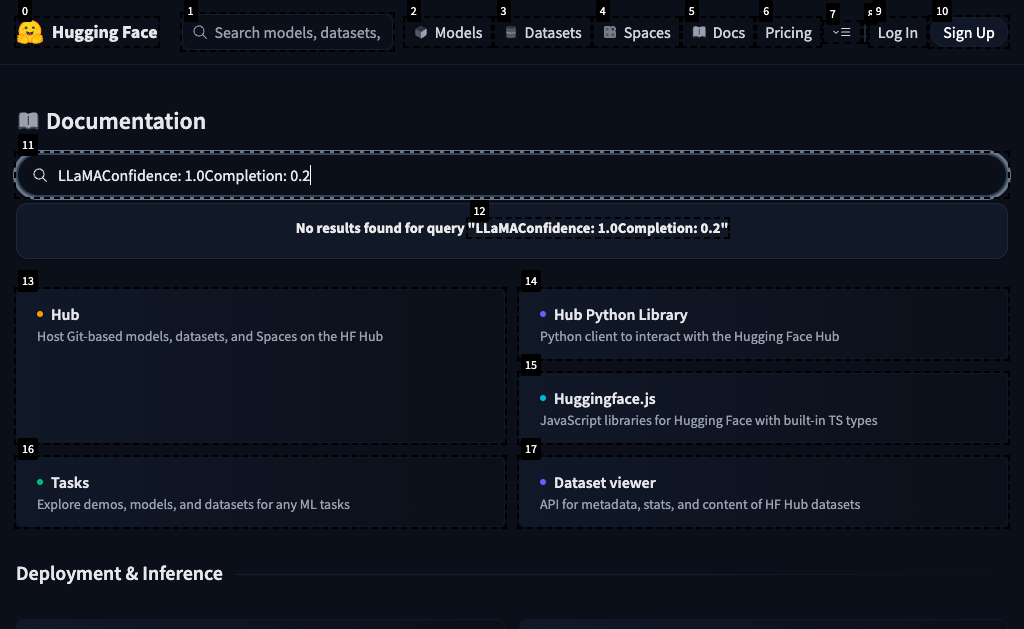 0 1 2 3 4 5 6 7 9 10
Hugging Face Search models, datasets, Models Datasets Spaces Docs Pricing Log In Sign Up
Documentation
11
LLaMAConfidence: 1.0Completion: 0.2
12
No results found for query "LLaMAConfidence: 1.0Completion: 0.2"
13
Hub
Host Git-based models, datasets, and Spaces on the HF Hub
14
Hub Python Library
Python client to interact with the Hugging Face Hub
15
Huggingface.js
JavaScript libraries for Hugging Face with built-in TS types
16
Tasks
Explore demos, models, and datasets for any ML tasks
17
Dataset viewer
API for metadata, stats, and content of HF Hub datasets
Deployment & Inference